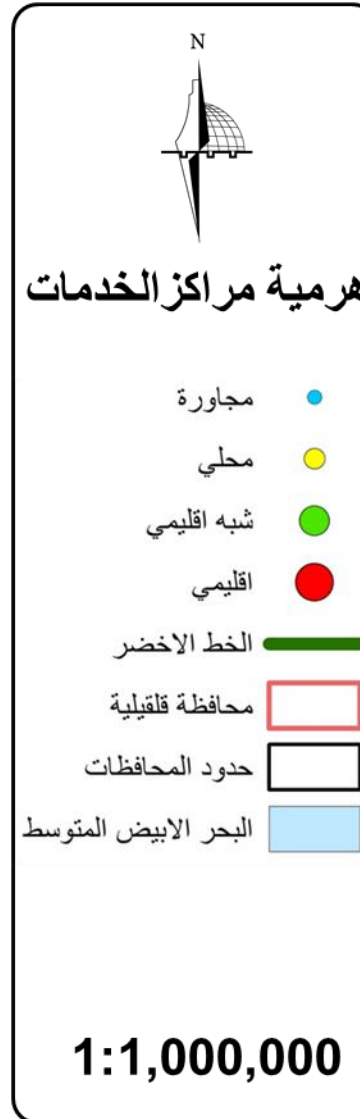 N
هرمية مراكز الخدمات
مجاورة
محلي
شبه اقليمي
اقليمي
الخط الاخضر
محافظة قلقيلية
حدود المحافظات
البحر الابيض المتوسط
1:1,000,000